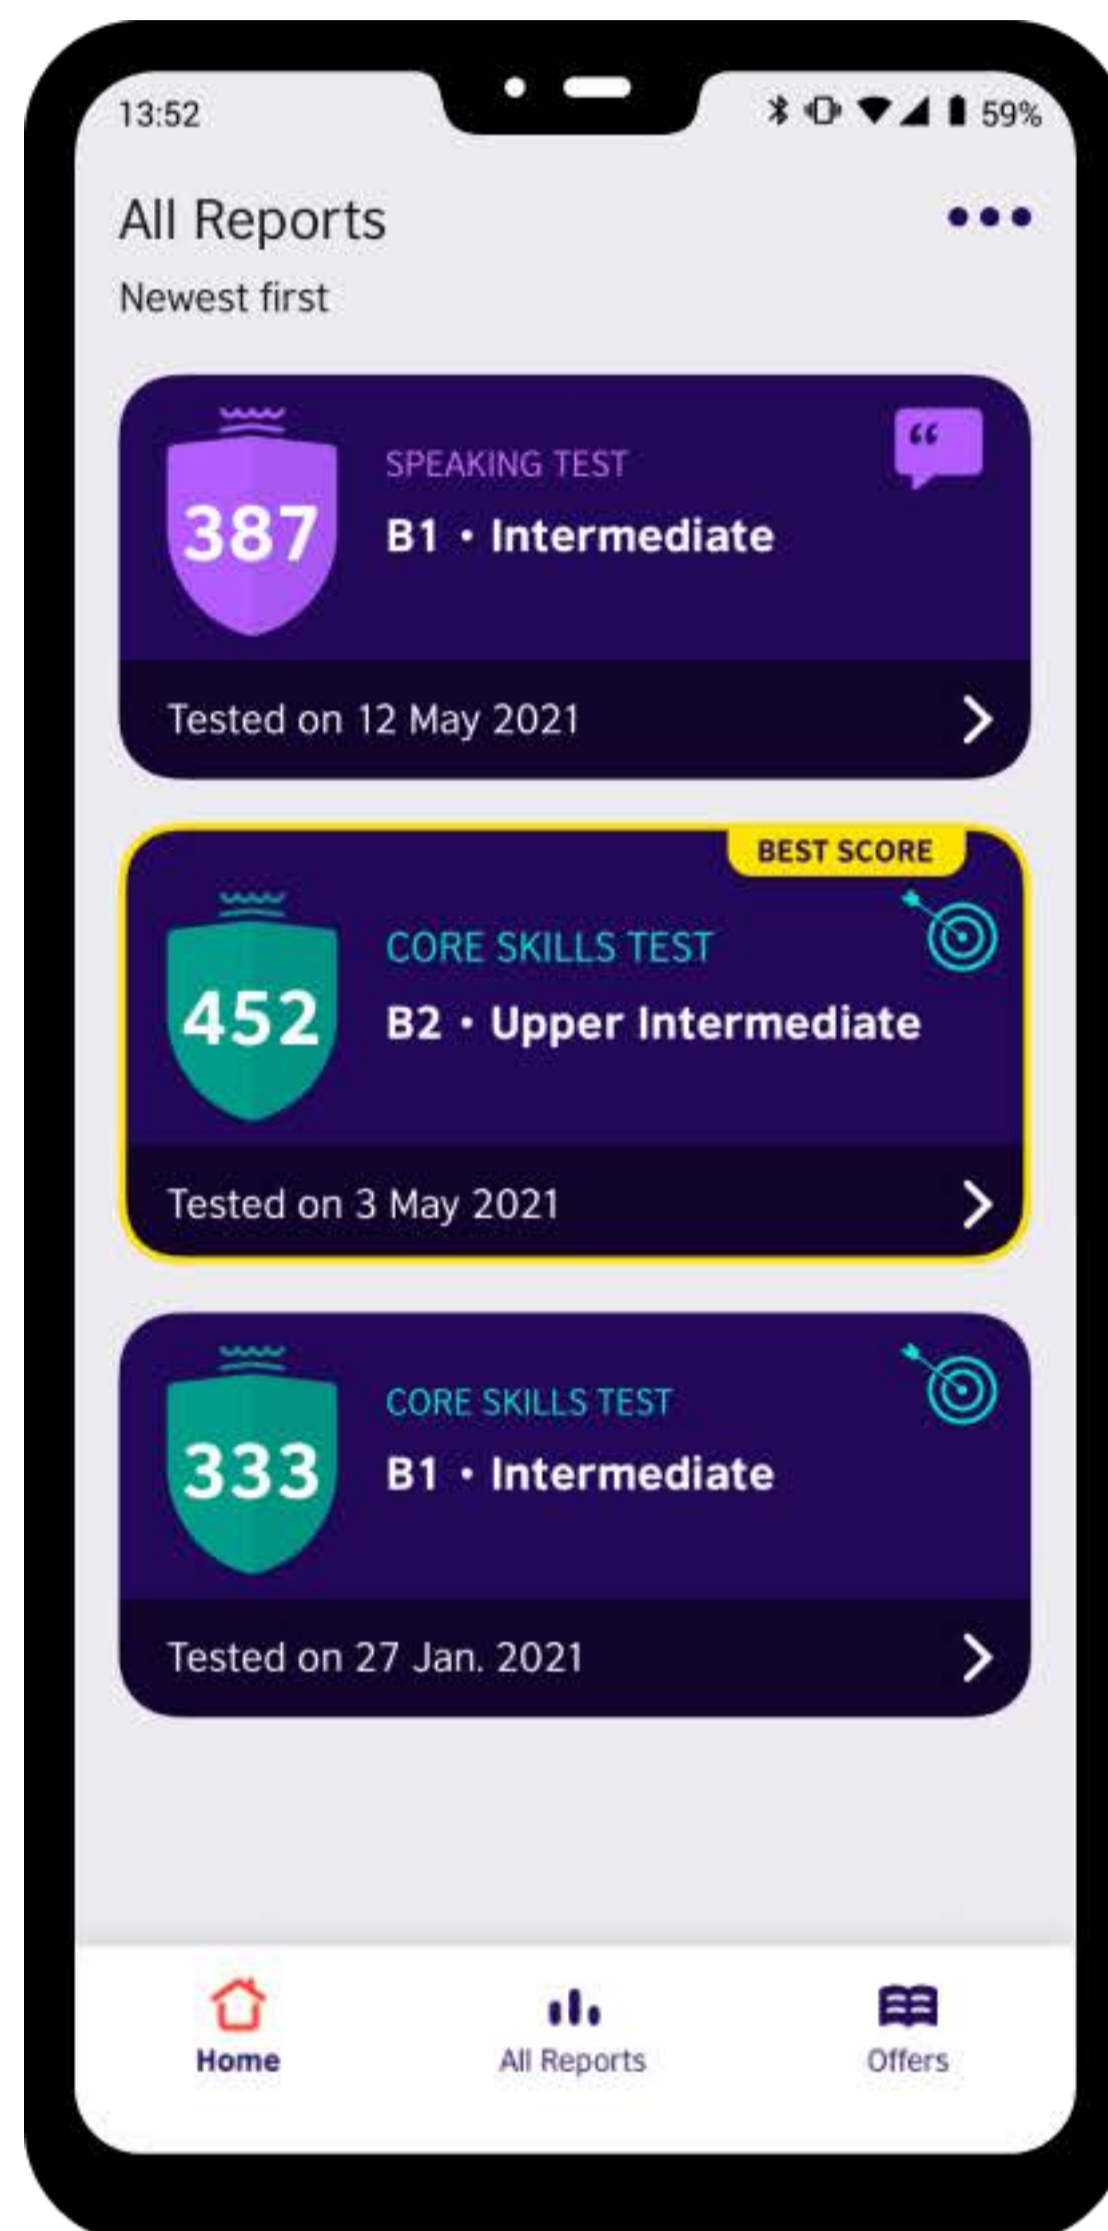 13:52
59%
All Reports
Newest first
387
SPEAKING TEST
B1 • Intermediate
Tested on 12 May 2021
BEST SCORE
452
CORE SKILLS TEST
B2 • Upper Intermediate
Tested on 3 May 2021
333
CORE SKILLS TEST
B1 • Intermediate
Tested on 27 Jan. 2021
Home
All Reports
Offers